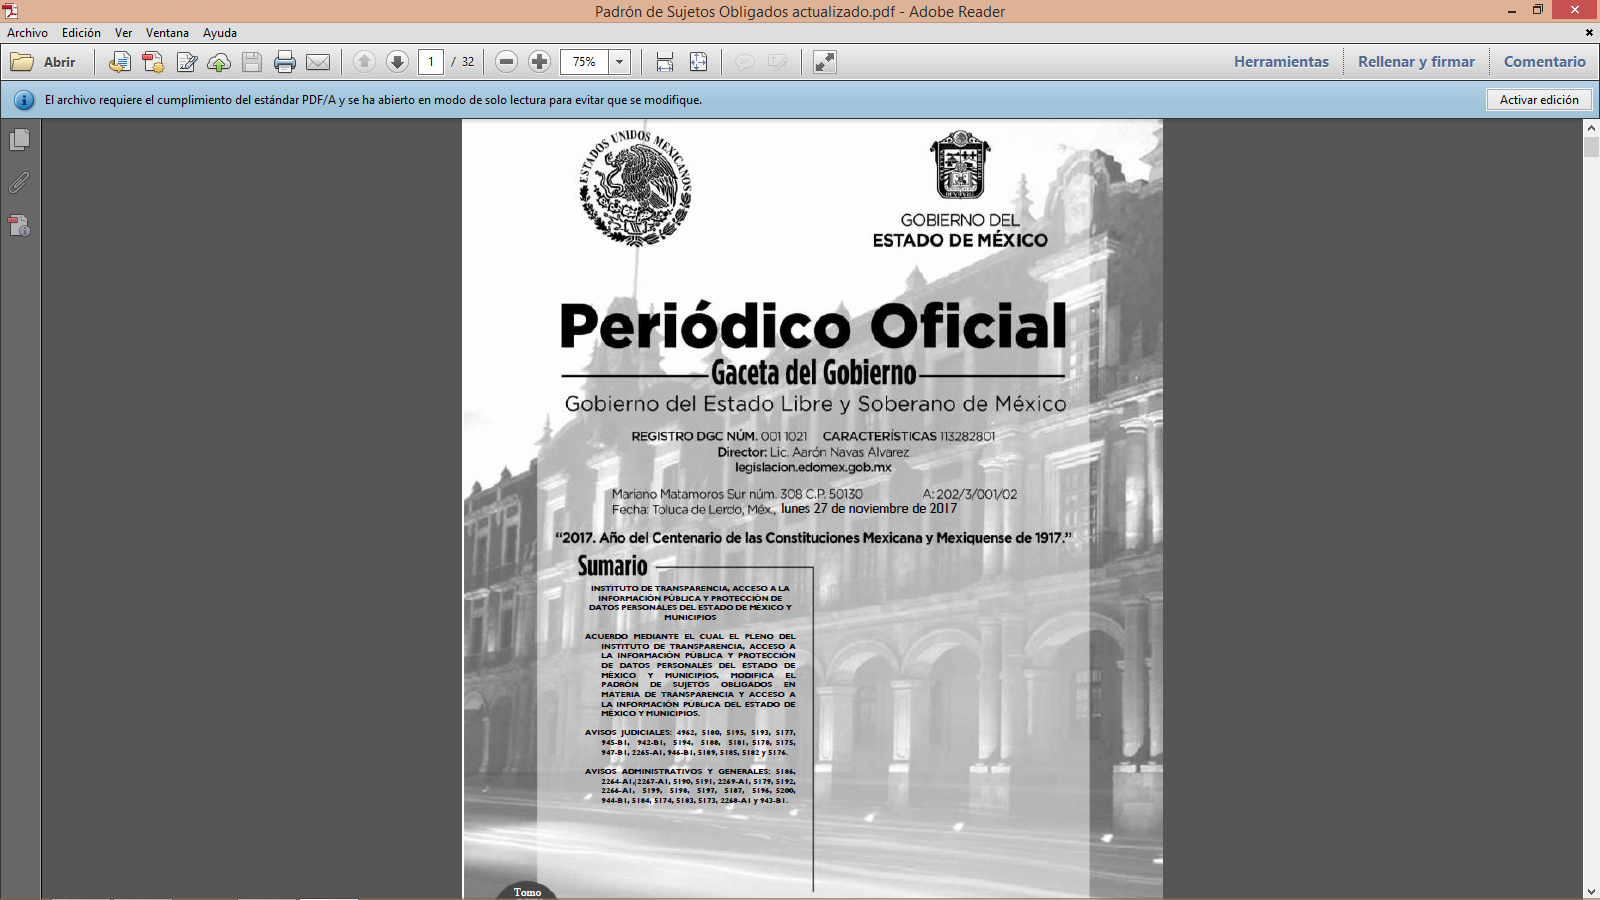 Padrón de Sujetos Obligados actualizado.pdf - Adobe Reader
Archivo Edición Ver Ventana Ayuda
Abrir 1 / 32 75% Herramientas Rellenar y firmar Comentario
El archivo requiere el cumplimiento del estándar PDF/A y se ha abierto en modo de solo lectura para evitar que se modifique. Activar edición
ESTADOS UNIDOS MEXICANOS
GOBIERNO DEL
ESTADO DE MÉXICO
Periódico Oficial
Gaceta del Gobierno
Gobierno del Estado Libre y Soberano de México
REGISTRO DGC NÚM. 001 1021 CARACTERÍSTICAS 113282801
Director: Lic. Aarón Navas Alvarez
legislacion.edomex.gob.mx
Mariano Matamoros Sur núm. 308 C.P. 50130 A: 202/3/001/02
Fecha: Toluca de Lerdo, Méx., lunes 27 de noviembre de 2017
“2017. Año del Centenario de las Constituciones Mexicana y Mexiquense de 1917.”
Sumario
INSTITUTO DE TRANSPARENCIA, ACCESO A LA
INFORMACIÓN PÚBLICA Y PROTECCIÓN DE
DATOS PERSONALES DEL ESTADO DE MÉXICO Y
MUNICIPIOS
ACUERDO MEDIANTE EL CUAL EL PLENO DEL
INSTITUTO DE TRANSPARENCIA, ACCESO A
LA INFORMACIÓN PÚBLICA Y PROTECCIÓN
DE DATOS PERSONALES DEL ESTADO DE
MÉXICO Y MUNICIPIOS, MODIFICA EL
PADRÓN DE SUJETOS OBLIGADOS EN
MATERIA DE TRANSPARENCIA Y ACCESO A
LA INFORMACIÓN PÚBLICA DEL ESTADO DE
MÉXICO Y MUNICIPIOS.
AVISOS JUDICIALES: 4962, 5180, 5195, 5193, 5177,
945-B1, 942-B1, 5194, 5188, 5181, 5178, 5175,
947-B1, 2265-A1, 946-B1, 5189, 5185, 5182 y 5176.
AVISOS ADMINISTRATIVOS Y GENERALES: 5186,
2264-A1, 2267-A1, 5190, 5191, 2269-A1, 5179, 5192,
2266-A1, 5199, 5198, 5197, 5187, 5196, 5200,
944-B1, 5184, 5174, 5183, 5173, 2268-A1 y 943-B1.
Tomo